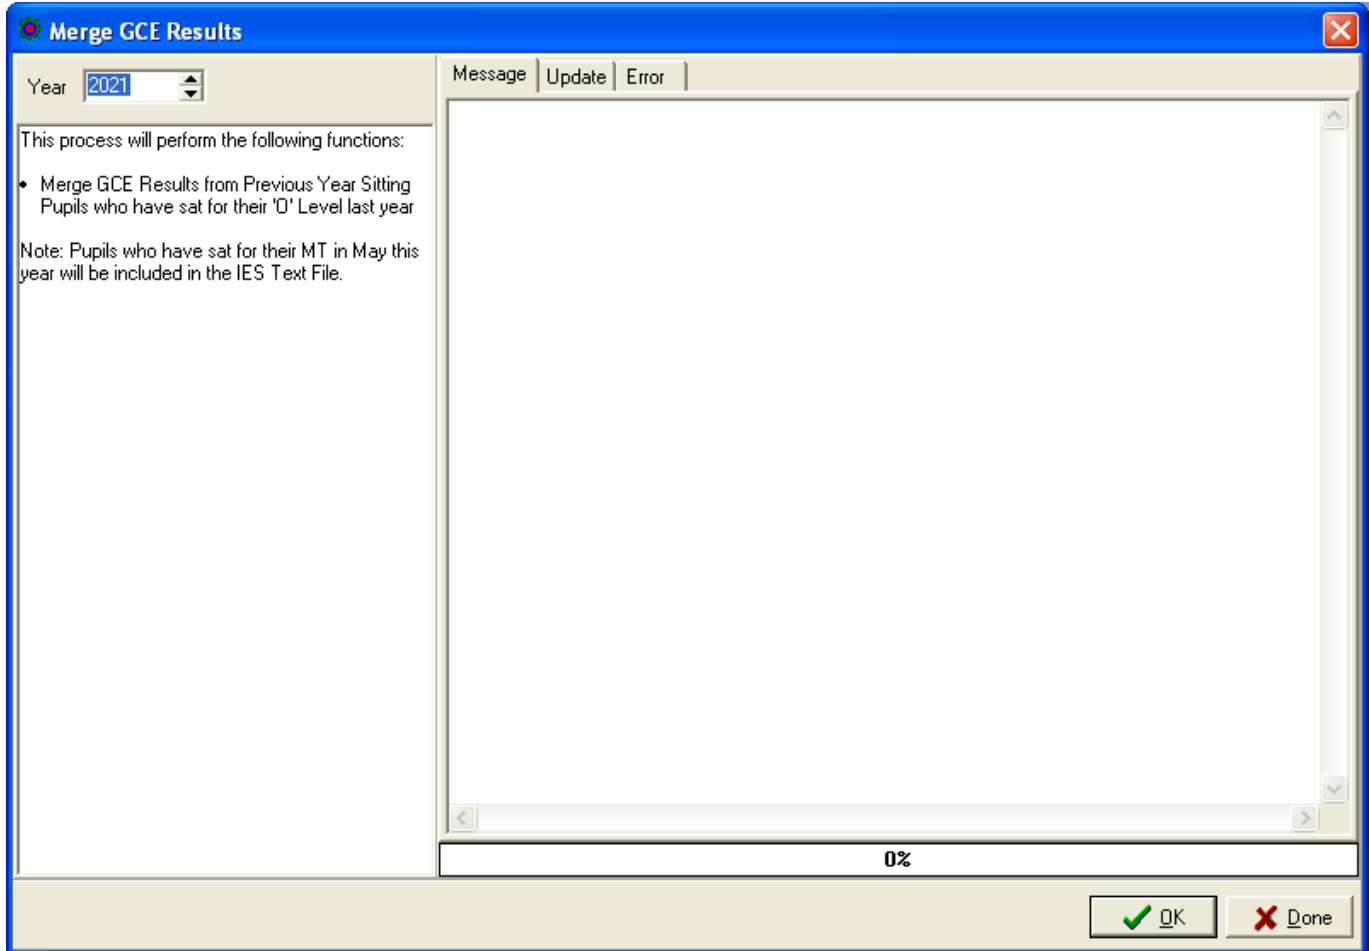 Merge GCE Results
Year 2021
This process will perform the following functions:
• Merge GCE Results from Previous Year Sitting
Pupils who have sat for their 'O' Level last year
Note: Pupils who have sat for their MT in May this
year will be included in the IES Text File.
Message Update Error
0%
OK Done